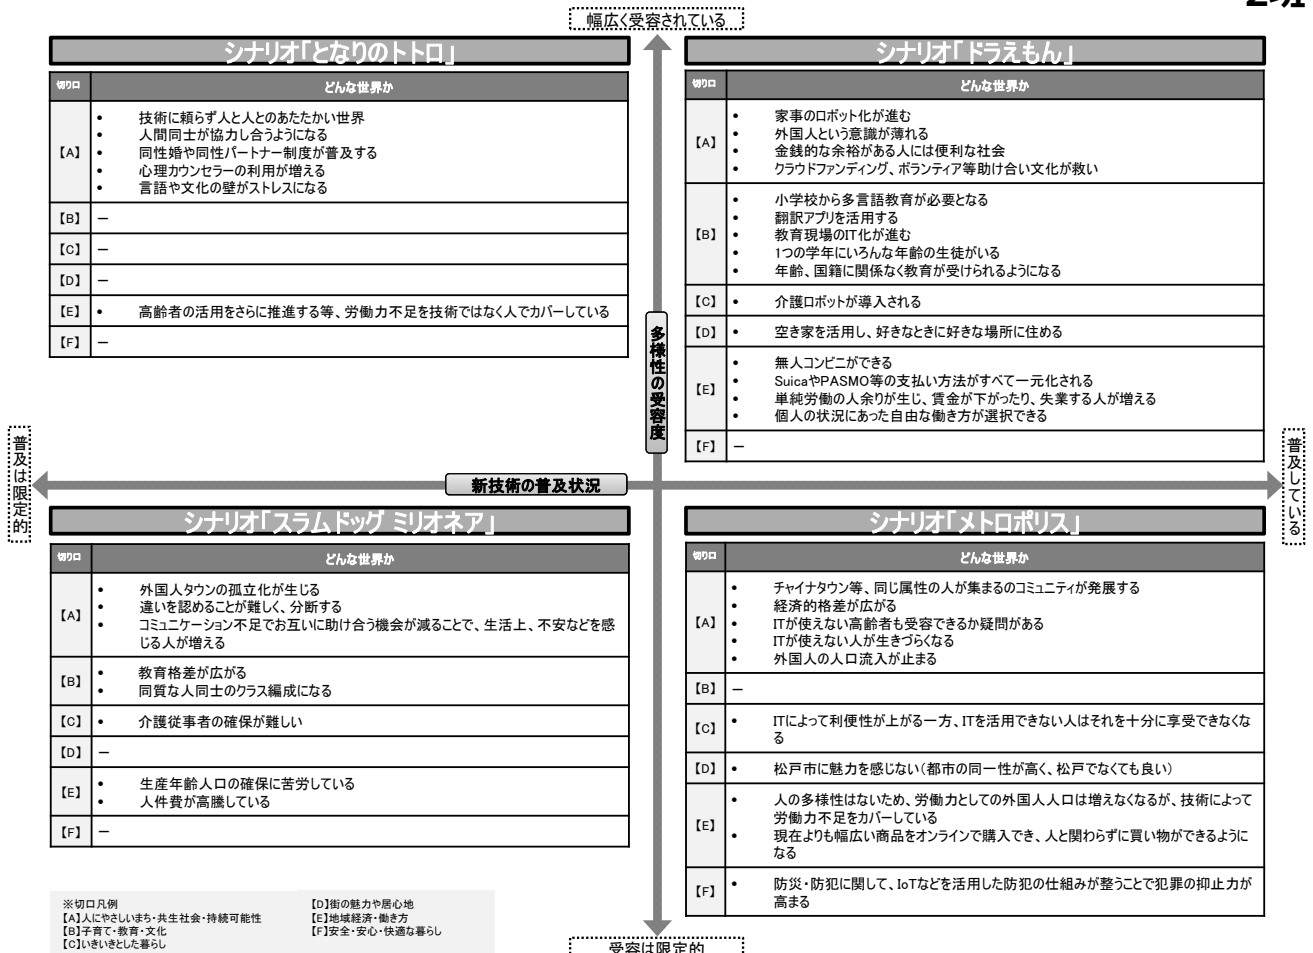 2班
幅広く受容されている
シナリオ「となりのトトロ」
切り口
どんな世界か
【A】
• 技術に頼らず人と人とのあたたかい世界
• 人間同士が協力し合うようになる
• 同性婚や同性パートナー制度が普及する
• 心理カウンセラーの利用が増える
• 言語や文化の壁がストレスになる
【B】
－
【C】
－
【D】
－
【E】
• 高齢者の活用をさらに推進する等、労働力不足を技術ではなく人でカバーしている
【F】
－
シナリオ「ドラえもん」
切り口
どんな世界か
【A】
• 家事のロボット化が進む
• 外国人という意識が薄れる
• 金銭的な余裕がある人には便利な社会
• クラウドファンディング、ボランティア等助け合い文化が救い
【B】
• 小学校から多言語教育が必要となる
• 翻訳アプリを活用する
• 教育現場のIT化が進む
• 1つの学年にいろんな年齢の生徒がいる
• 年齢、国籍に関係なく教育が受けられるようになる
【C】
• 介護ロボットが導入される
【D】
• 空き家を活用し、好きなときに好きな場所に住める
【E】
• 無人コンビニができる
• SuicaやPASMO等の支払い方法がすべて一元化される
• 単純労働の人余りが生じ、賃金が下がったり、失業する人が増える
• 個人の状況にあった自由な働き方が選択できる
【F】
－
多様性の受容度
普及は限定的
新技術の普及状況
普及している
シナリオ「スラムドッグ ミリオネア」
切り口
どんな世界か
【A】
• 外国人タウンの孤立化が生じる
• 違いを認めることが難しく、分断する
• コミュニケーション不足でお互いに助け合う機会が減ることで、生活上、不安などを感
じる人が増える
【B】
• 教育格差が広がる
• 同質な人同士のクラス編成になる
【C】
• 介護従事者の確保が難しい
【D】
－
【E】
• 生産年齢人口の確保に苦労している
• 人件費が高騰している
【F】
－
シナリオ「メトロポリス」
切り口
どんな世界か
【A】
• チャイナタウン等、同じ属性の人が集まるのコミュニティが発展する
• 経済的格差が広がる
• ITが使えない高齢者も受容できるか疑問がある
• ITが使えない人が生きづらくなる
• 外国人の人口流入が止まる
【B】
－
【C】
• ITによって利便性が上がる一方、ITを活用できない人はそれを十分に享受できなくな
る
【D】
• 松戸市に魅力を感じない（都市の同一性が高く、松戸でなくても良い）
【E】
• 人の多様性はないため、労働力としての外国人人口は増えなくなるが、技術によって
労働力不足をカバーしている
• 現在よりも幅広い商品をオンラインで購入でき、人と関わらずに買い物ができるように
なる
【F】
• 防災・防犯に関して、IoTなどを活用した防犯の仕組みが整うことで犯罪の抑止力が
高まる
※切口凡例
【A】人にやさしいまち・共生社会・持続可能性
【B】子育て・教育・文化
【C】いきいきとした暮らし
【D】街の魅力や居心地
【E】地域経済・働き方
【F】安全・安心・快適な暮らし
受容は限定的